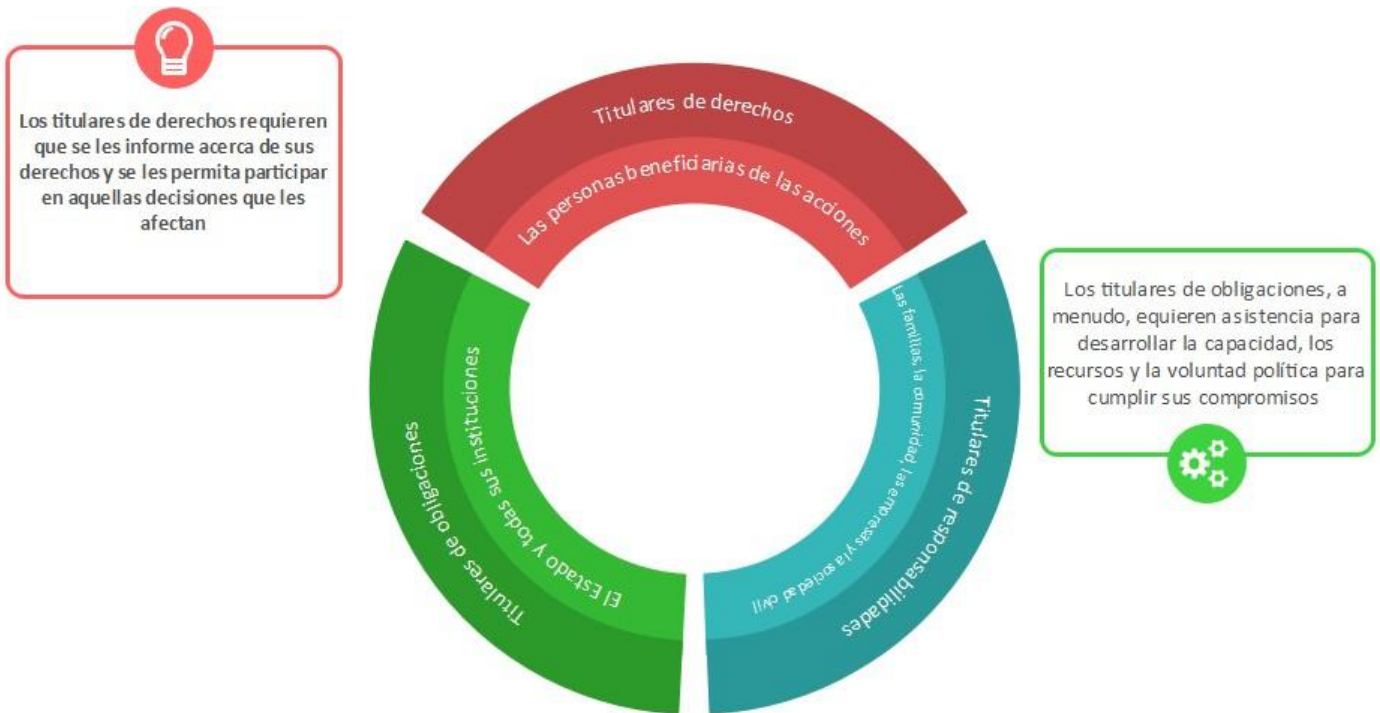 Los titulares de derechos requieren
que se les informe acerca de sus
derechos y se les permita participar
en aquellas decisiones que les
afectan
Titulares de derechos
Las personas beneficiarias de las acciones
Titulares de obligaciones
El Estado y todas sus instituciones
Titulares de responsabilidades
Las familias, la comunidad, las empresas y la sociedad civil
Los titulares de obligaciones, a
menudo, equieren asistencia para
desarrollar la capacidad, los
recursos y la voluntad política para
cumplir sus compromisos